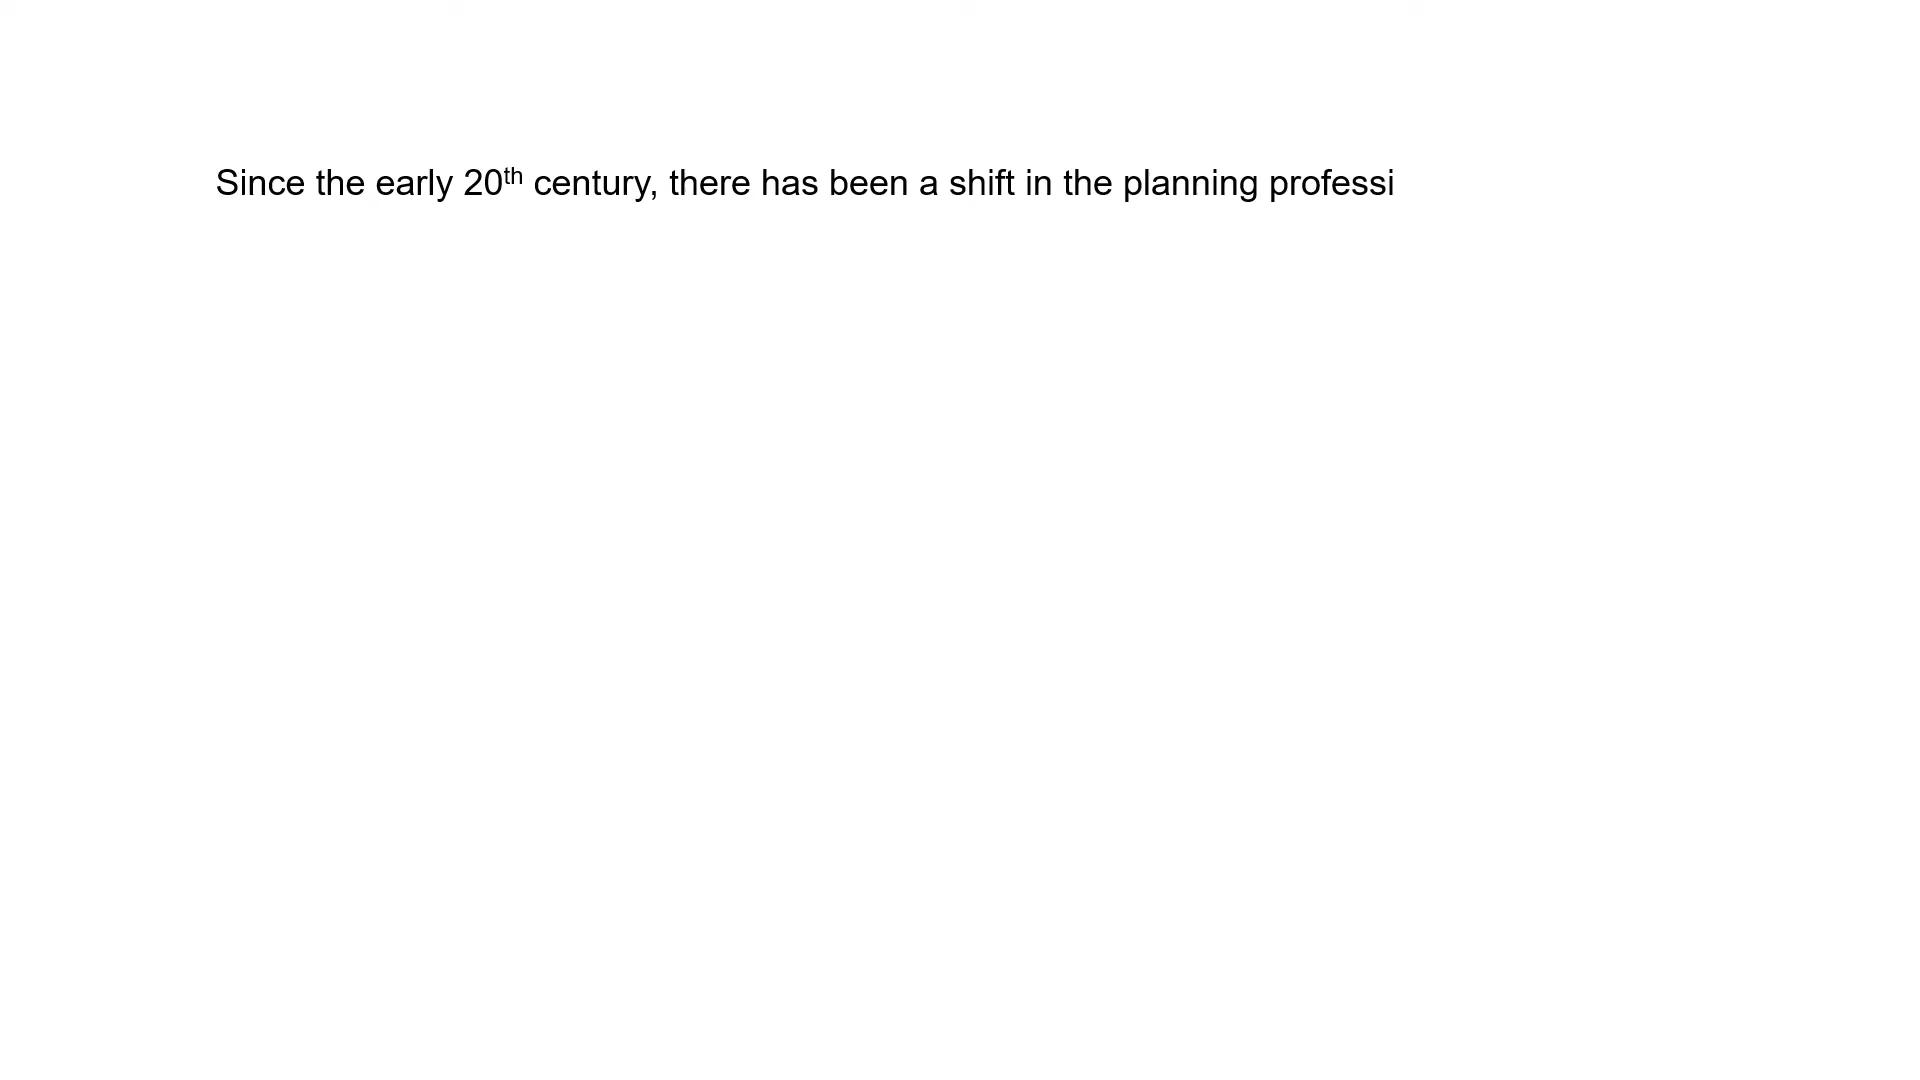 Since the early 20th century, there has been a shift in the planning professi